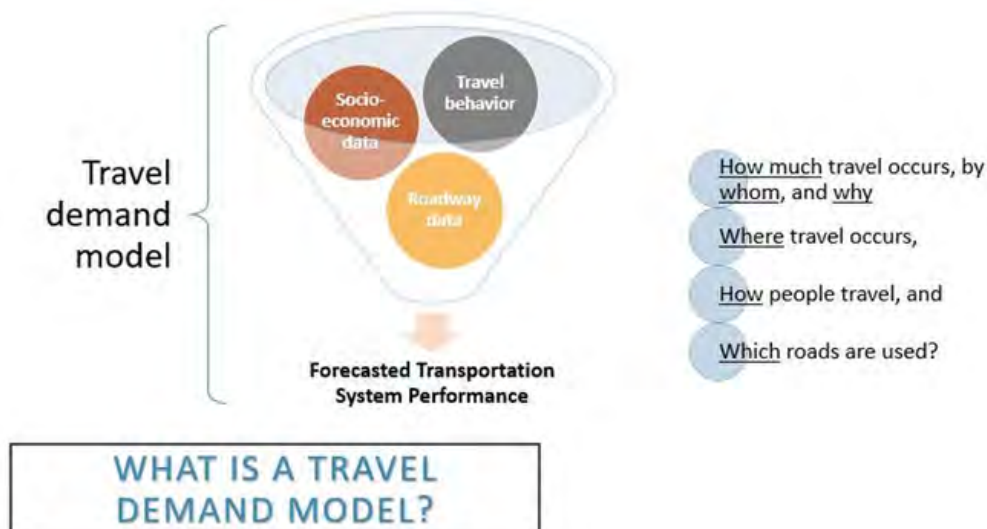 Travel
demand
model
Socio-
economic
data
Travel
behavior
Roadway
data
Forecasted Transportation
System Performance
How much travel occurs, by
whom, and why
Where travel occurs,
How people travel, and
Which roads are used?
WHAT IS A TRAVEL
DEMAND MODEL?